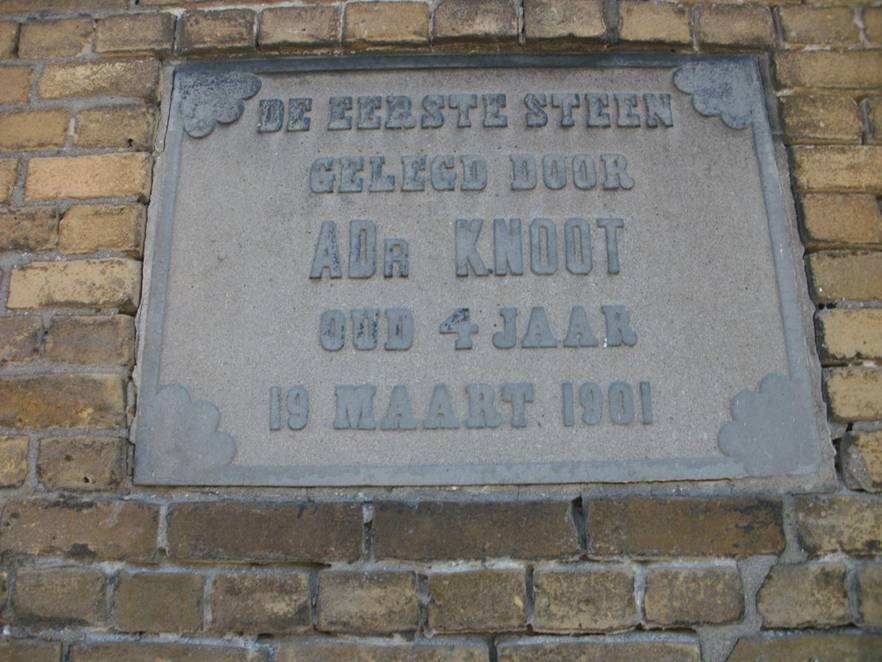 DE EERSTE STEEN
GELEGD DOOR
ADR KNOOT
OUD 4 JAAR
19 MAART 1901